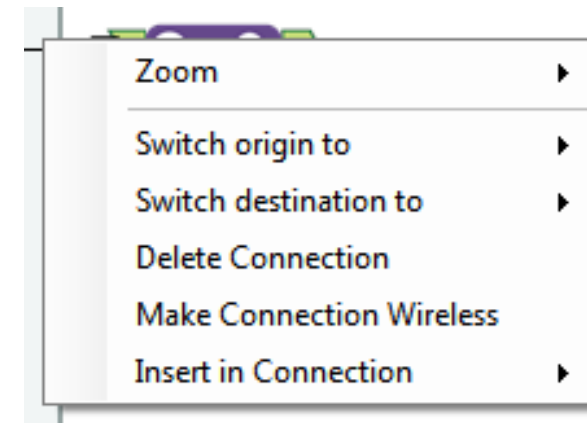 Zoom
Switch origin to
Switch destination to
Delete Connection
Make Connection Wireless
Insert in Connection